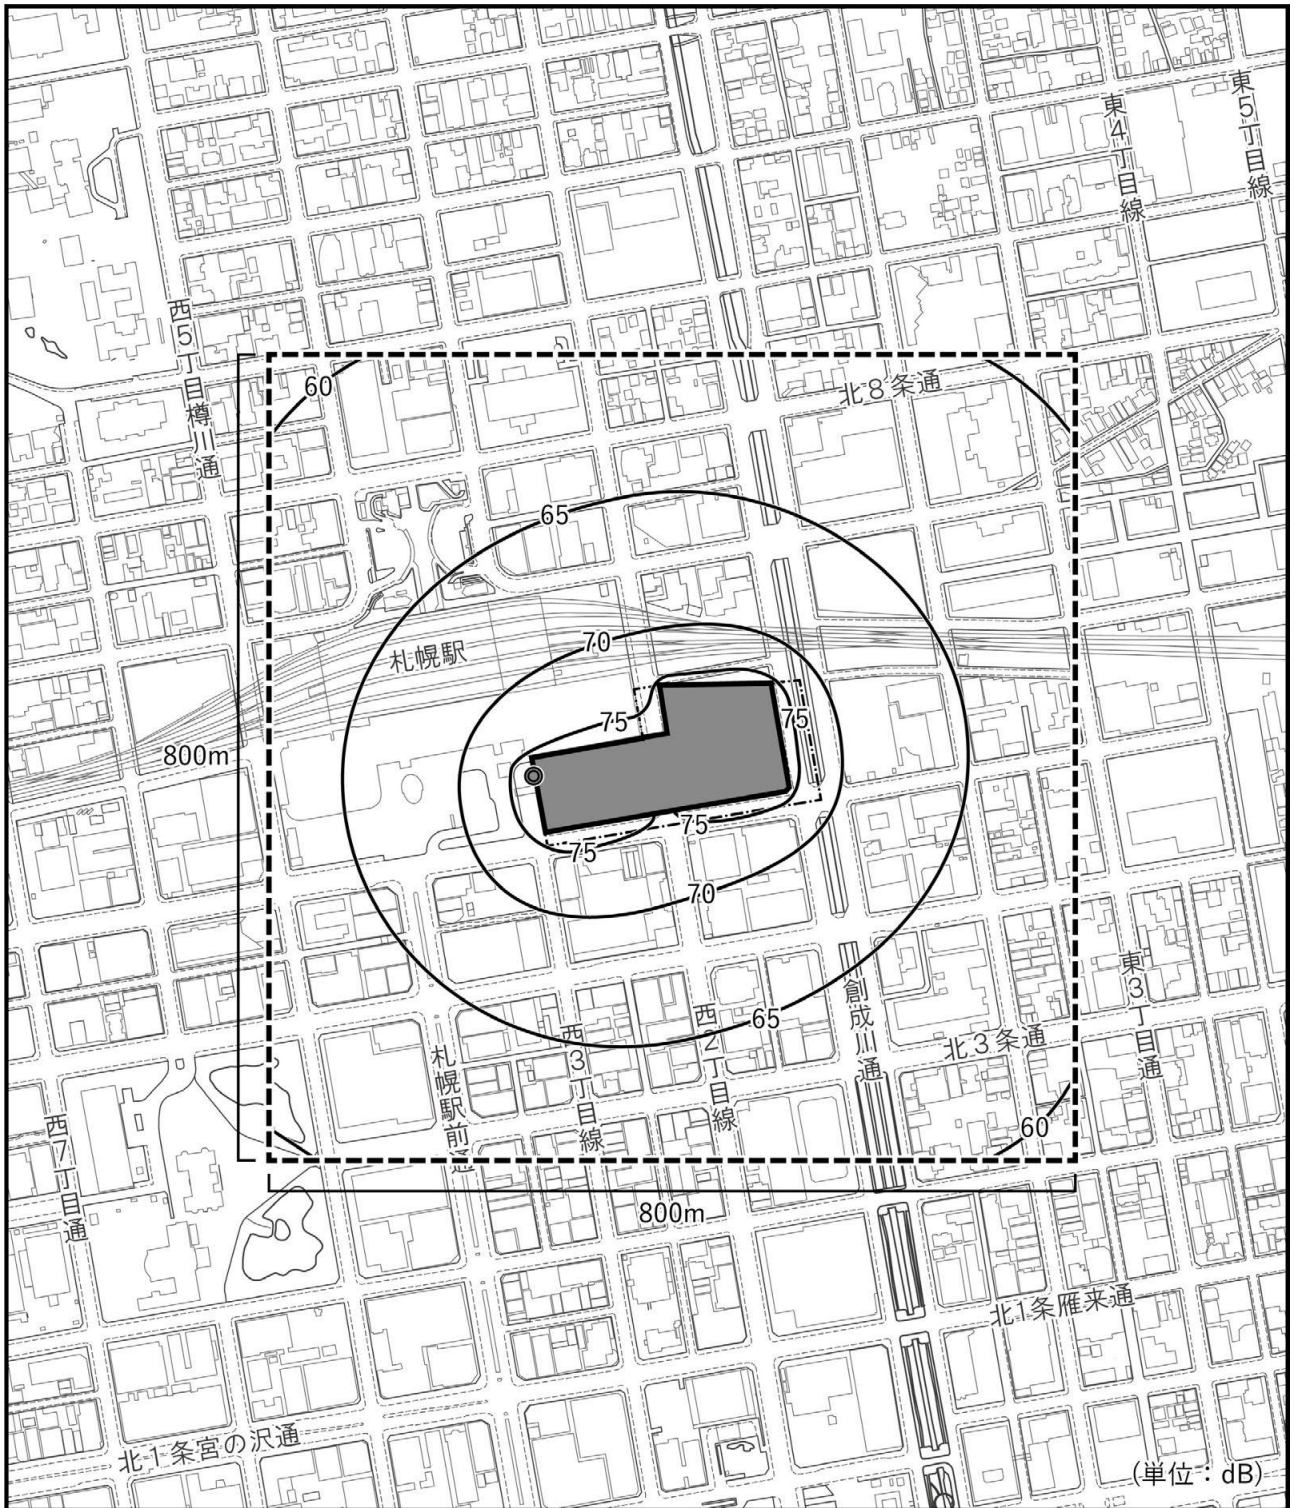 東5丁目線
東4丁目線
西5丁目樽川通
60
北8条通
65
70
札幌駅
75
75
800m
75
75
70
65
創成川通
北3条通
東3丁目通
西2丁目線
西3丁目線
札幌駅前通
西7丁目通
60
800m
北1条雁来通
北1条宮の沢通
(単位：dB)